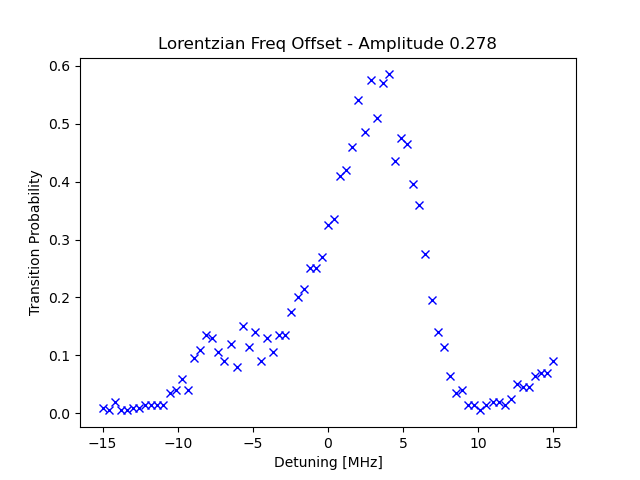 Lorentzian Freq Offset - Amplitude 0.278
Transition Probability
0.6
0.5
0.4
0.3
0.2
0.1
0.0
−15 −10 −5 0 5 10 15
Detuning [MHz]